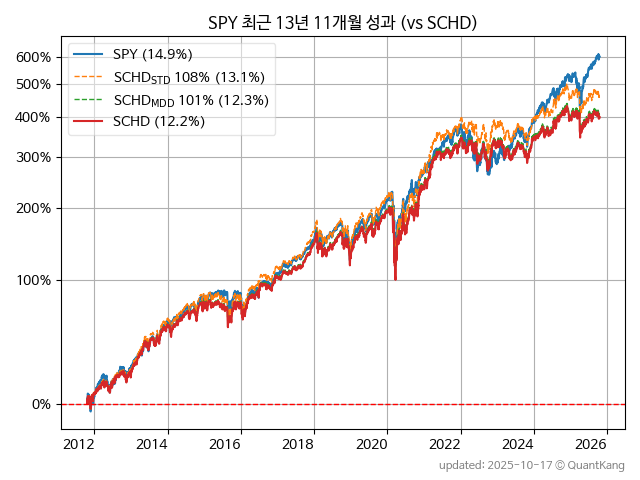 SPY 최근 13년 11개월 성과 (vs SCHD)
SPY (14.9%)
SCHD_STD 108% (13.1%)
SCHD_MDD 101% (12.3%)
SCHD (12.2%)
600%
500%
400%
300%
200%
100%
0%
2012 2014 2016 2018 2020 2022 2024 2026
updated: 2025-10-17 © QuantKang